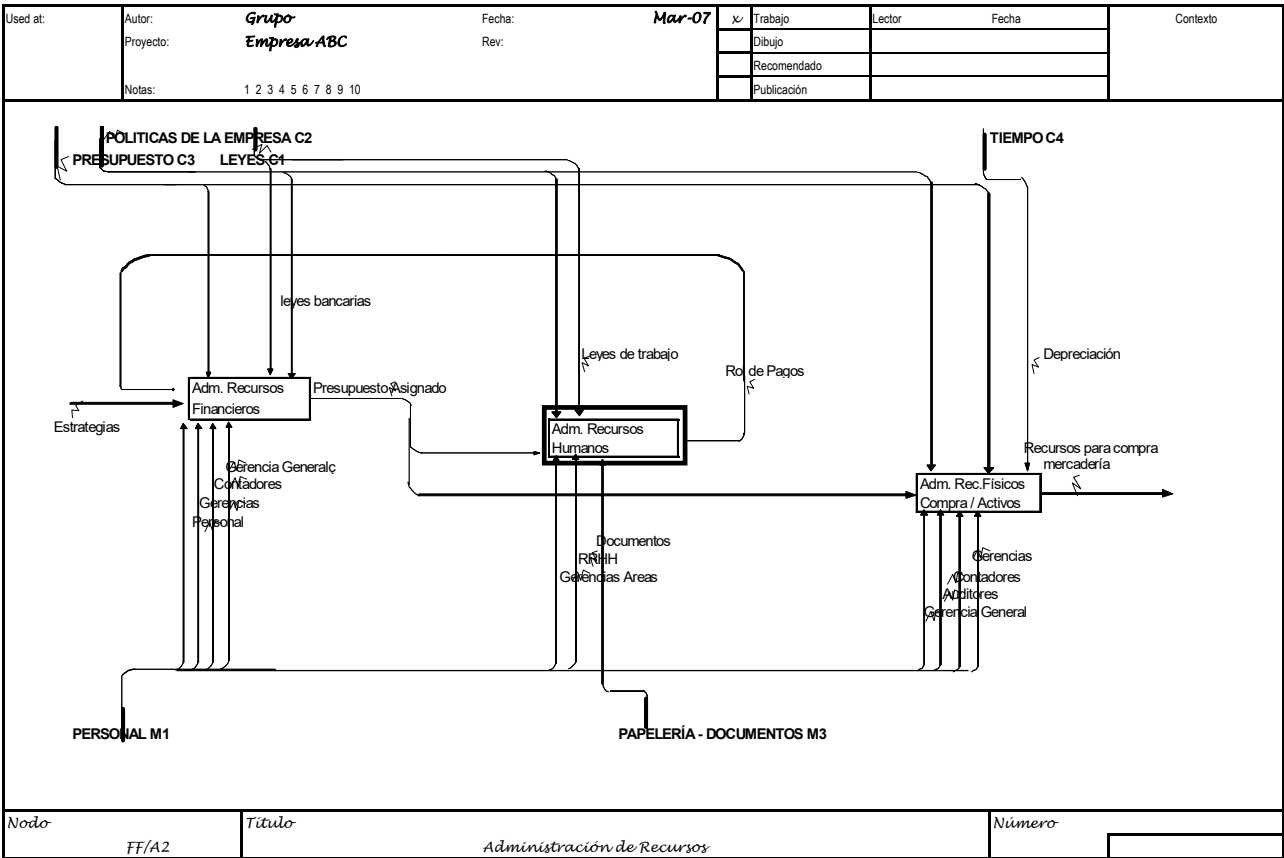 Used at:
Autor: Grupo Fecha: Mar-07 x Trabajo Lector Fecha Contexto
Proyecto: Empresa ABC Rev: Dibujo
Recomendado
Notas: 1 2 3 4 5 6 7 8 9 10 Publicación
POLITICAS DE LA EMPRESA C2
TIEMPO C4
PRESUPUESTO C3 LEYES C1
leyes bancarias
Leyes de trabajo
Depreciación
Rol de Pagos
Adm. Recursos
Financieros
Presupuesto Asignado
Estrategias
Adm. Recursos
Humanos
Recursos para compra
mercadería
Gerencia Generalç
Contadores
Gerencias
Personal
Adm. Rec.Físicos
Compra / Activos
Documentos
RRHH
Gerencias Areas
Gerencias
Contadores
Auditores
Gerencia General
PERSONAL M1
PAPELERÍA - DOCUMENTOS M3
Nodo Título Número
FF/A2 Administración de Recursos